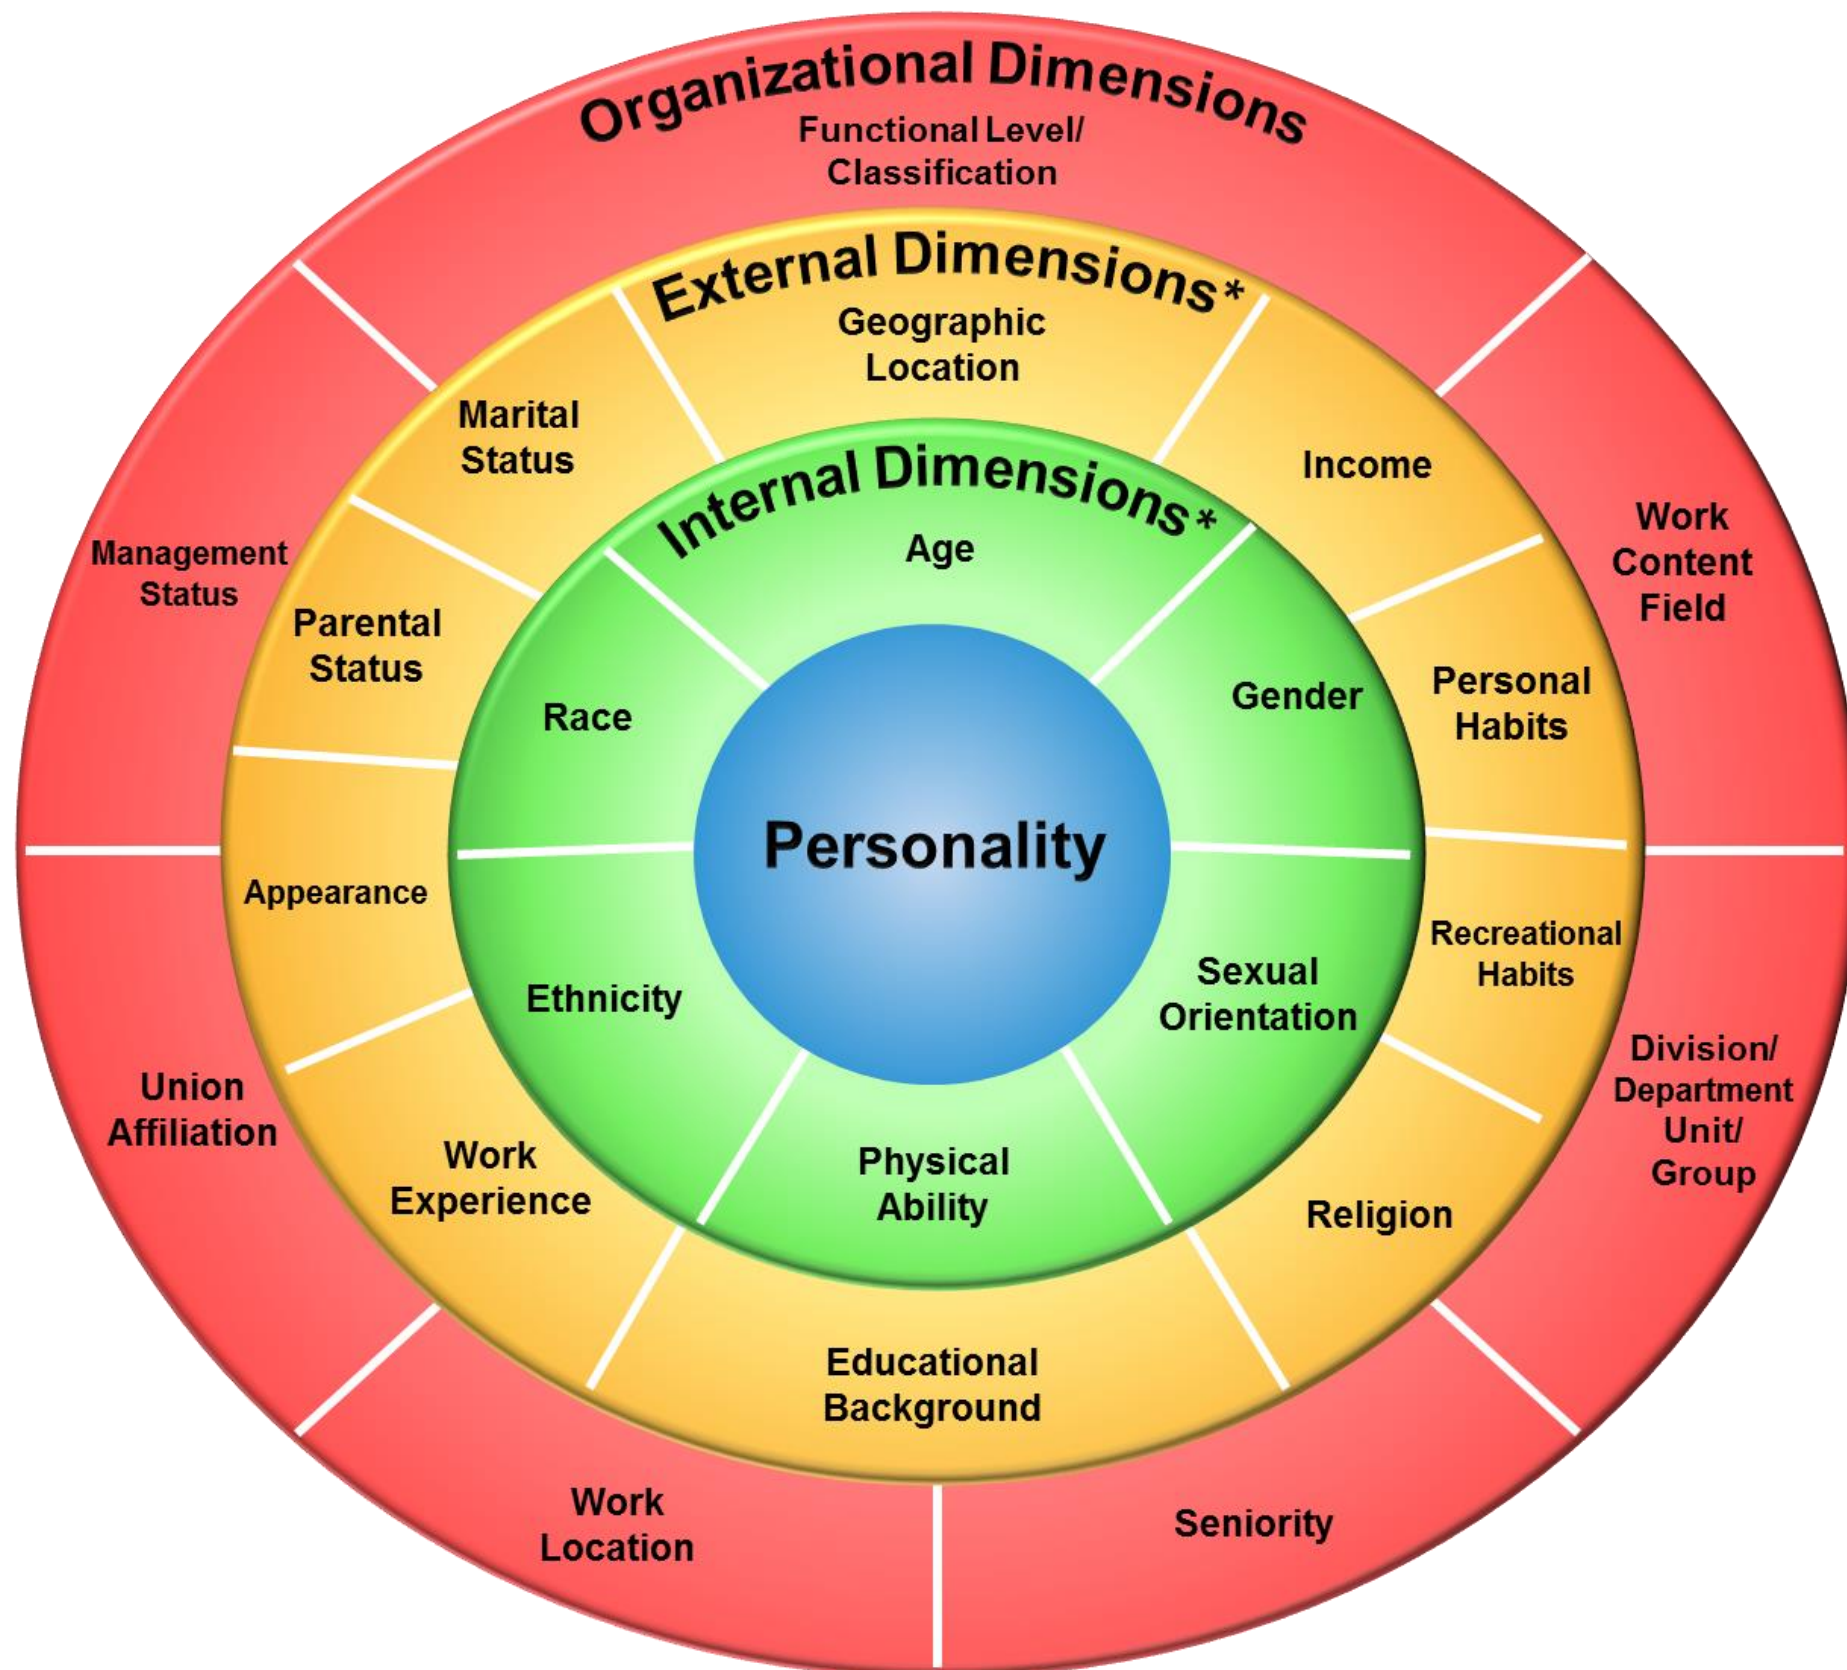 Organizational Dimensions
Functional Level/
Classification
External Dimensions*
Geographic
Location
Marital
Status
Income
Internal Dimensions*
Age
Work
Content
Field
Management
Status
Parental
Status
Race
Gender
Personal
Habits
Personality
Appearance
Recreational
Habits
Ethnicity
Sexual
Orientation
Division/
Department
Unit/
Group
Union
Affiliation
Work
Experience
Physical
Ability
Religion
Educational
Background
Work
Location
Seniority